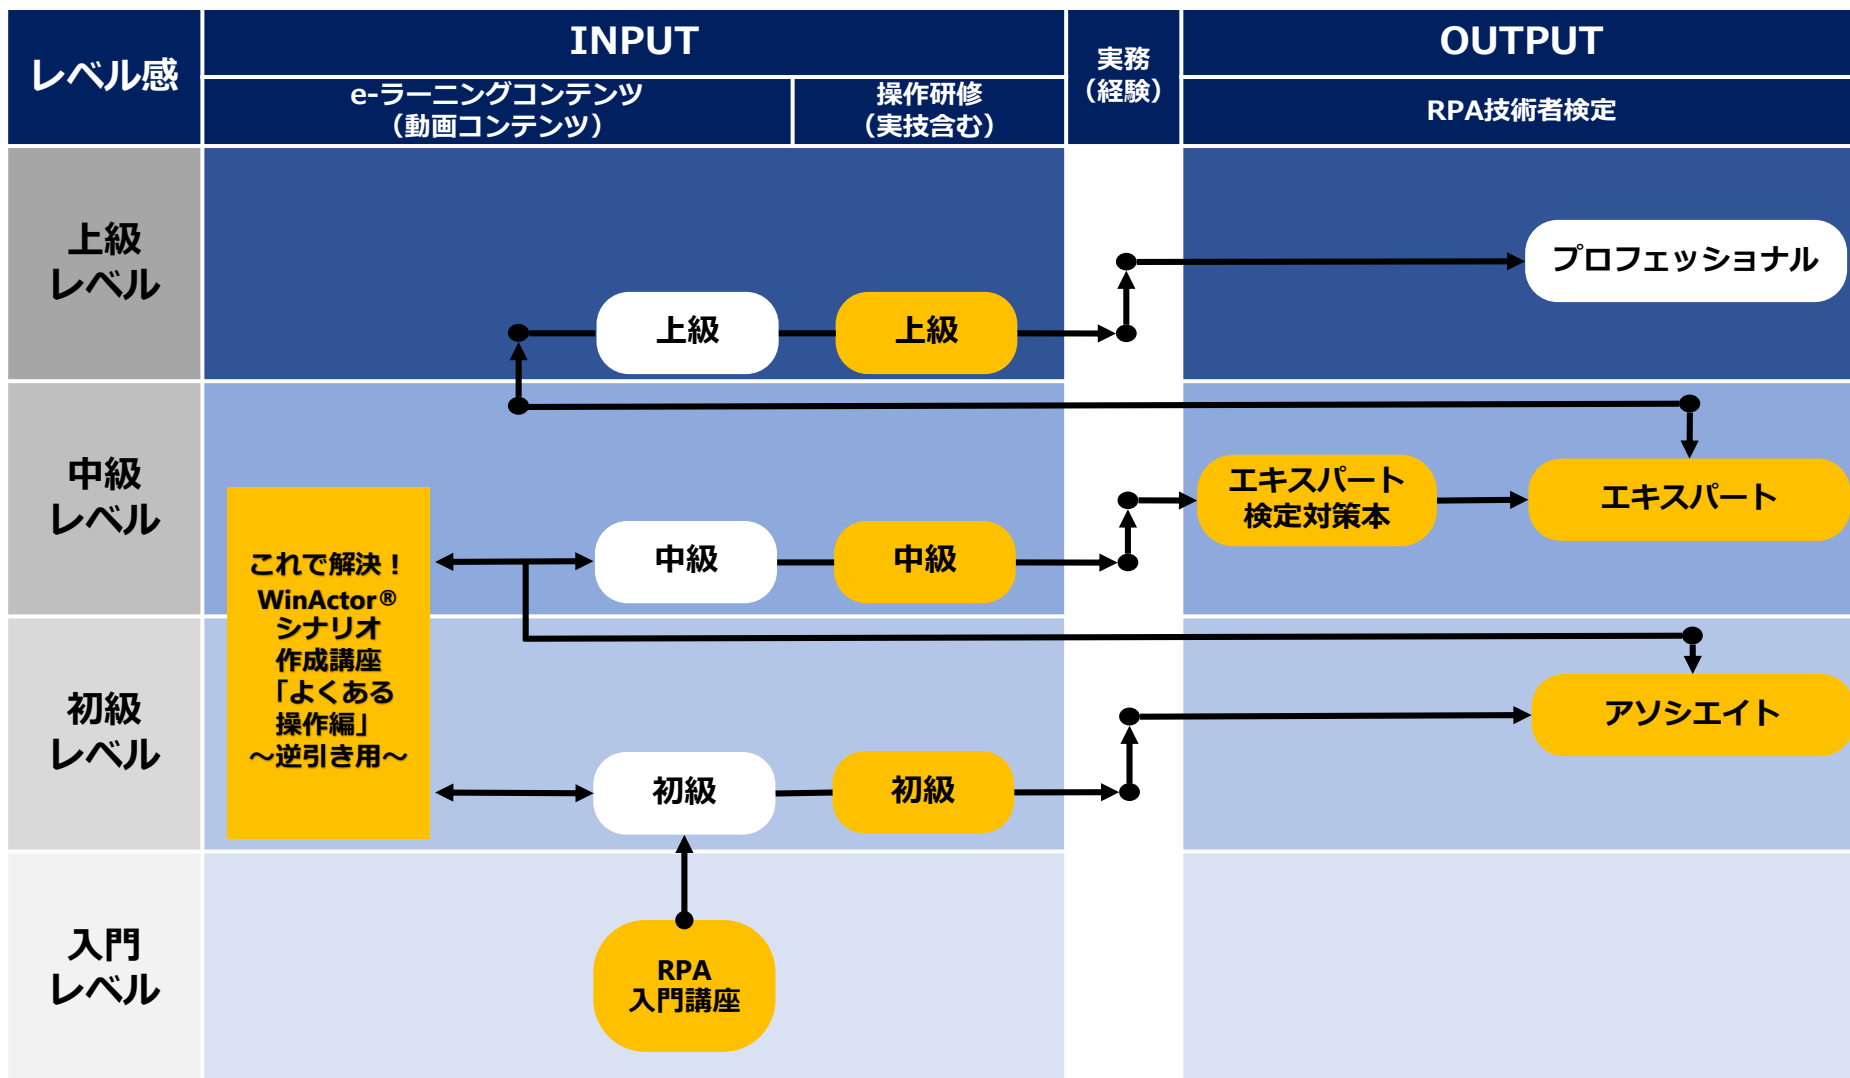 レベル感
INPUT
実務
（経験）
OUTPUT
e-ラーニングコンテンツ
（動画コンテンツ）
操作研修
（実技含む）
RPA技術者検定
上級
レベル
プロフェッショナル
上級
上級
中級
レベル
エキスパート
検定対策本
エキスパート
中級
中級
これで解決！
WinActor®
シナリオ
作成講座
「よくある
操作編」
～逆引き用～
初級
レベル
アソシエイト
初級
初級
入門
レベル
RPA
入門講座